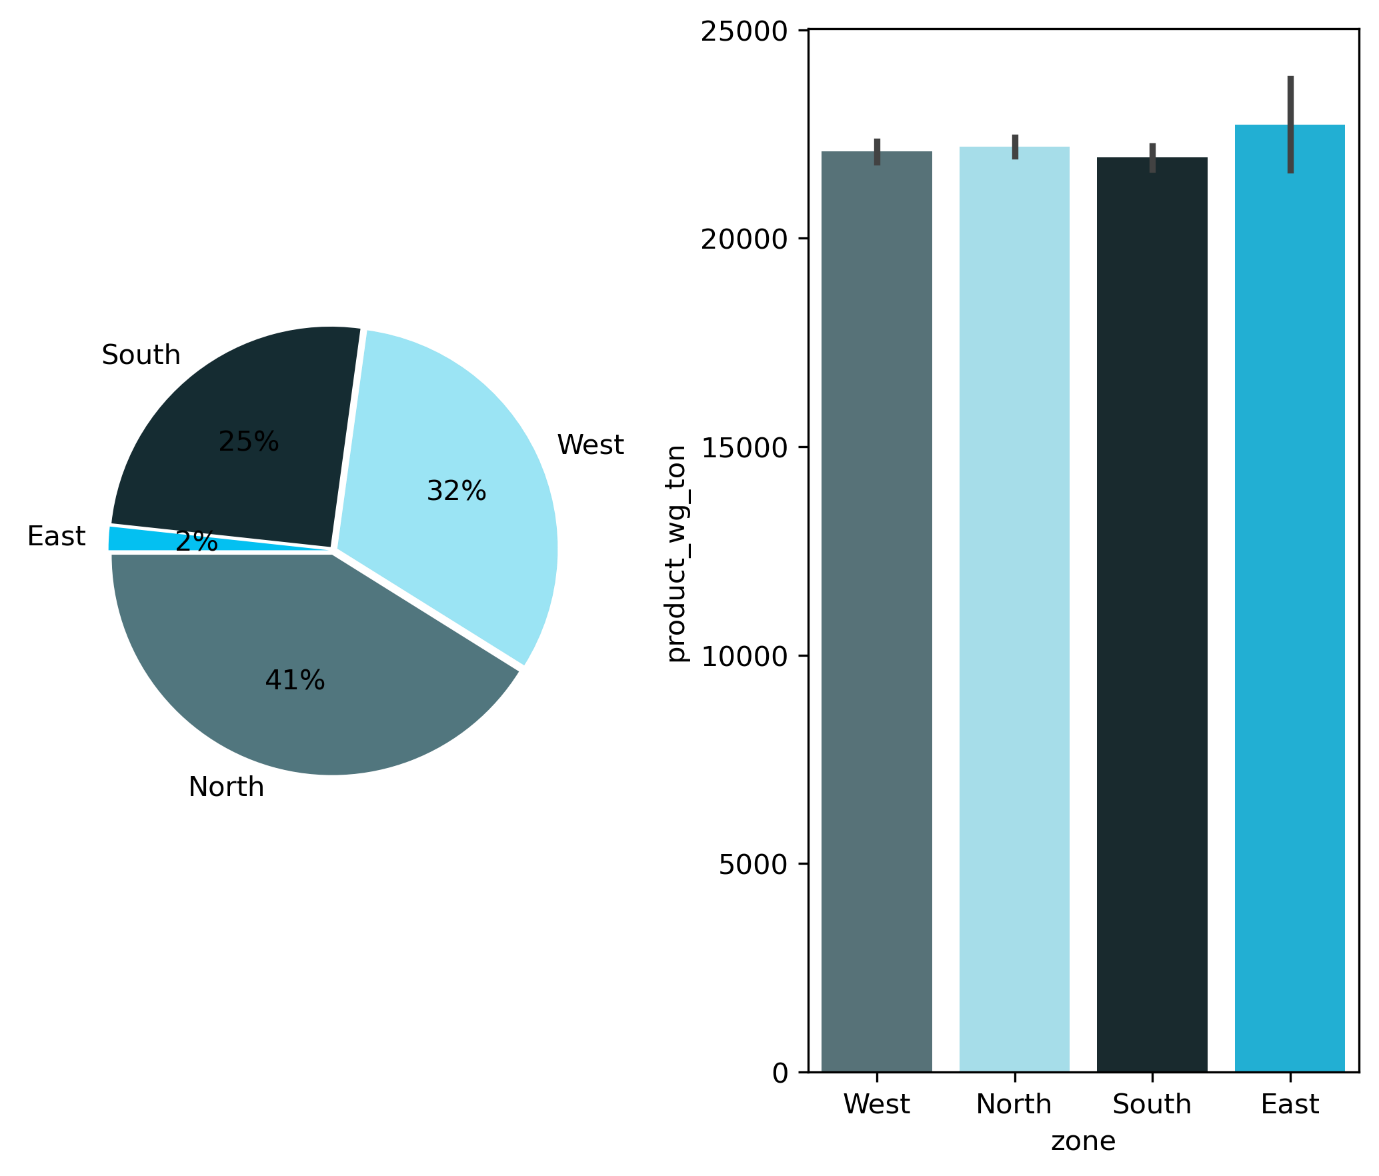 South
25%
West
32%
East
2%
41%
North
25000
20000
15000
10000
5000
0
product_wg_ton
West North South East
zone